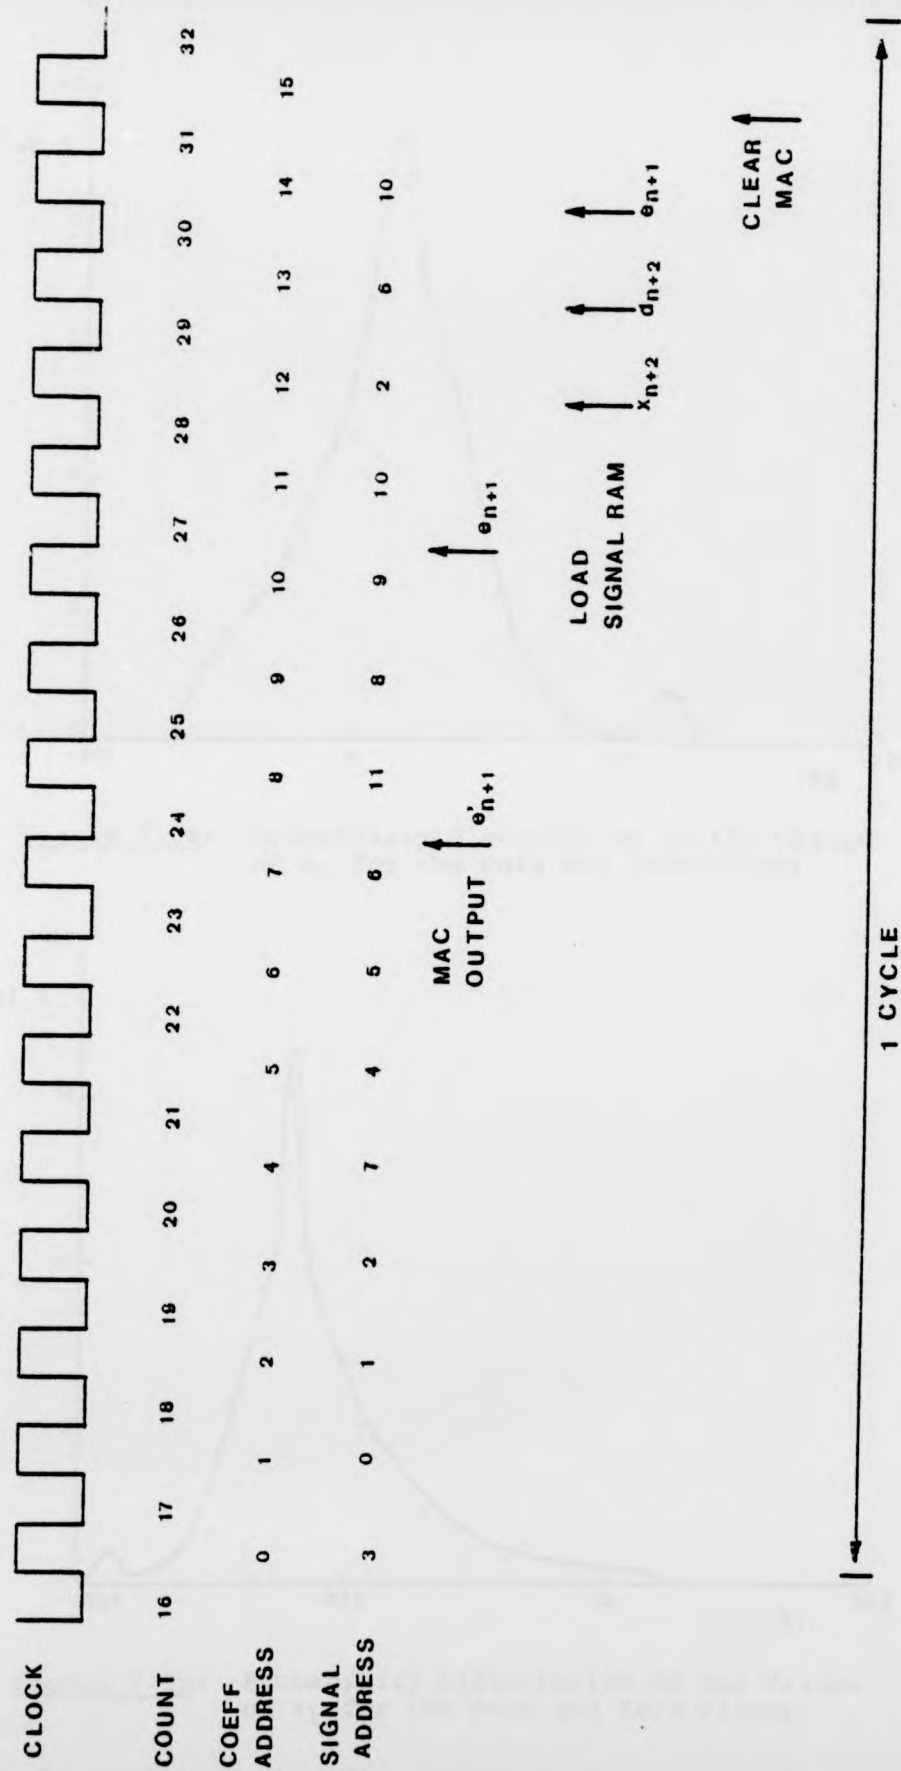 CLOCK
COUNT 16 17 18 19 20 21 22 23 24 25 26 27 28 29 30 31 32
COEFF
ADDRESS 0 1 2 3 4 5 6 7 8 9 10 11 12 13 14 15
SIGNAL
ADDRESS 3 0 1 2 7 4 5 6 11 8 9 10 2 6 10
MAC
OUTPUT e'n+1 en+1
LOAD
SIGNAL RAM xn+2 dn+2 en+1
CLEAR
MAC
1 CYCLE